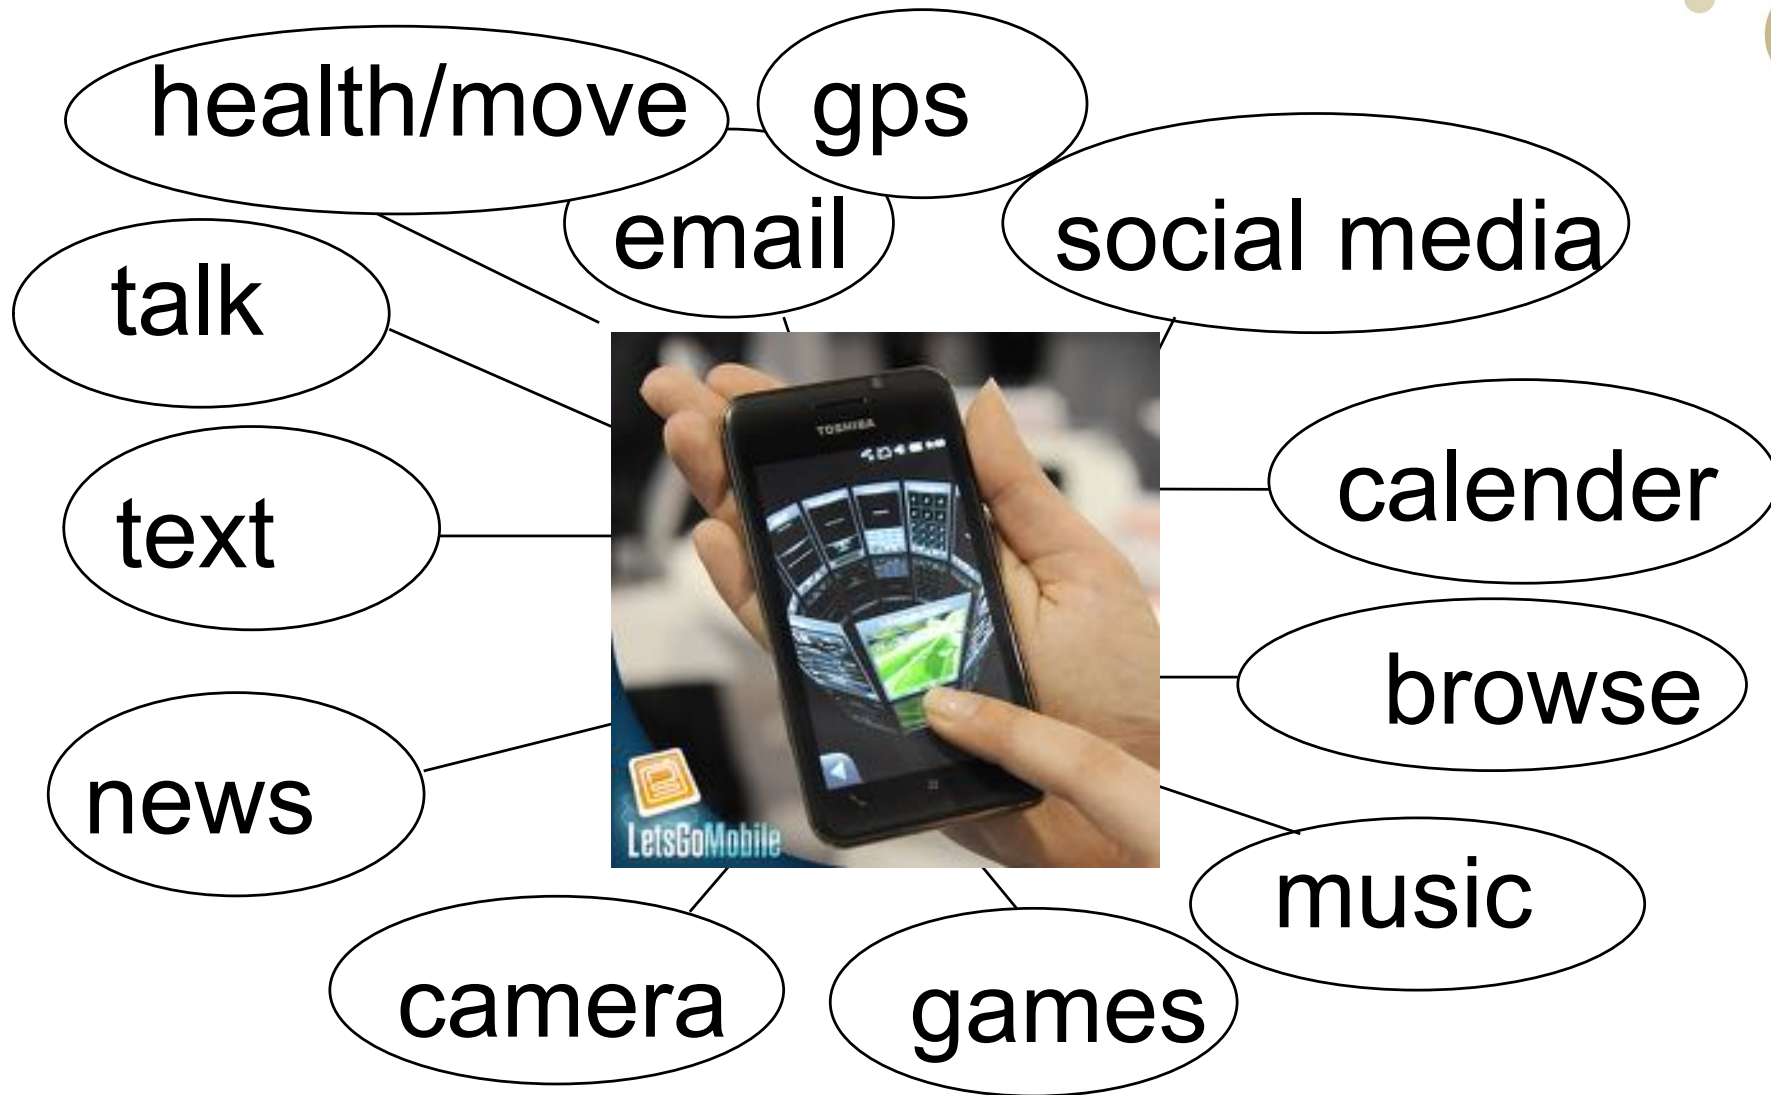 health/move
gps
email
social media
talk
calender
text
browse
news
music
camera
games
TOSHIBA
LetsGoMobile